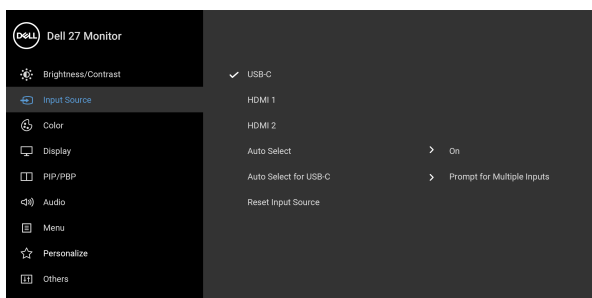 DELL Dell 27 Monitor
Brightness/Contrast
Input Source
Color
Display
PIP/PBP
Audio
Menu
Personalize
Others
USB-C
HDMI 1
HDMI 2
Auto Select On
Auto Select for USB-C Prompt for Multiple Inputs
Reset Input Source